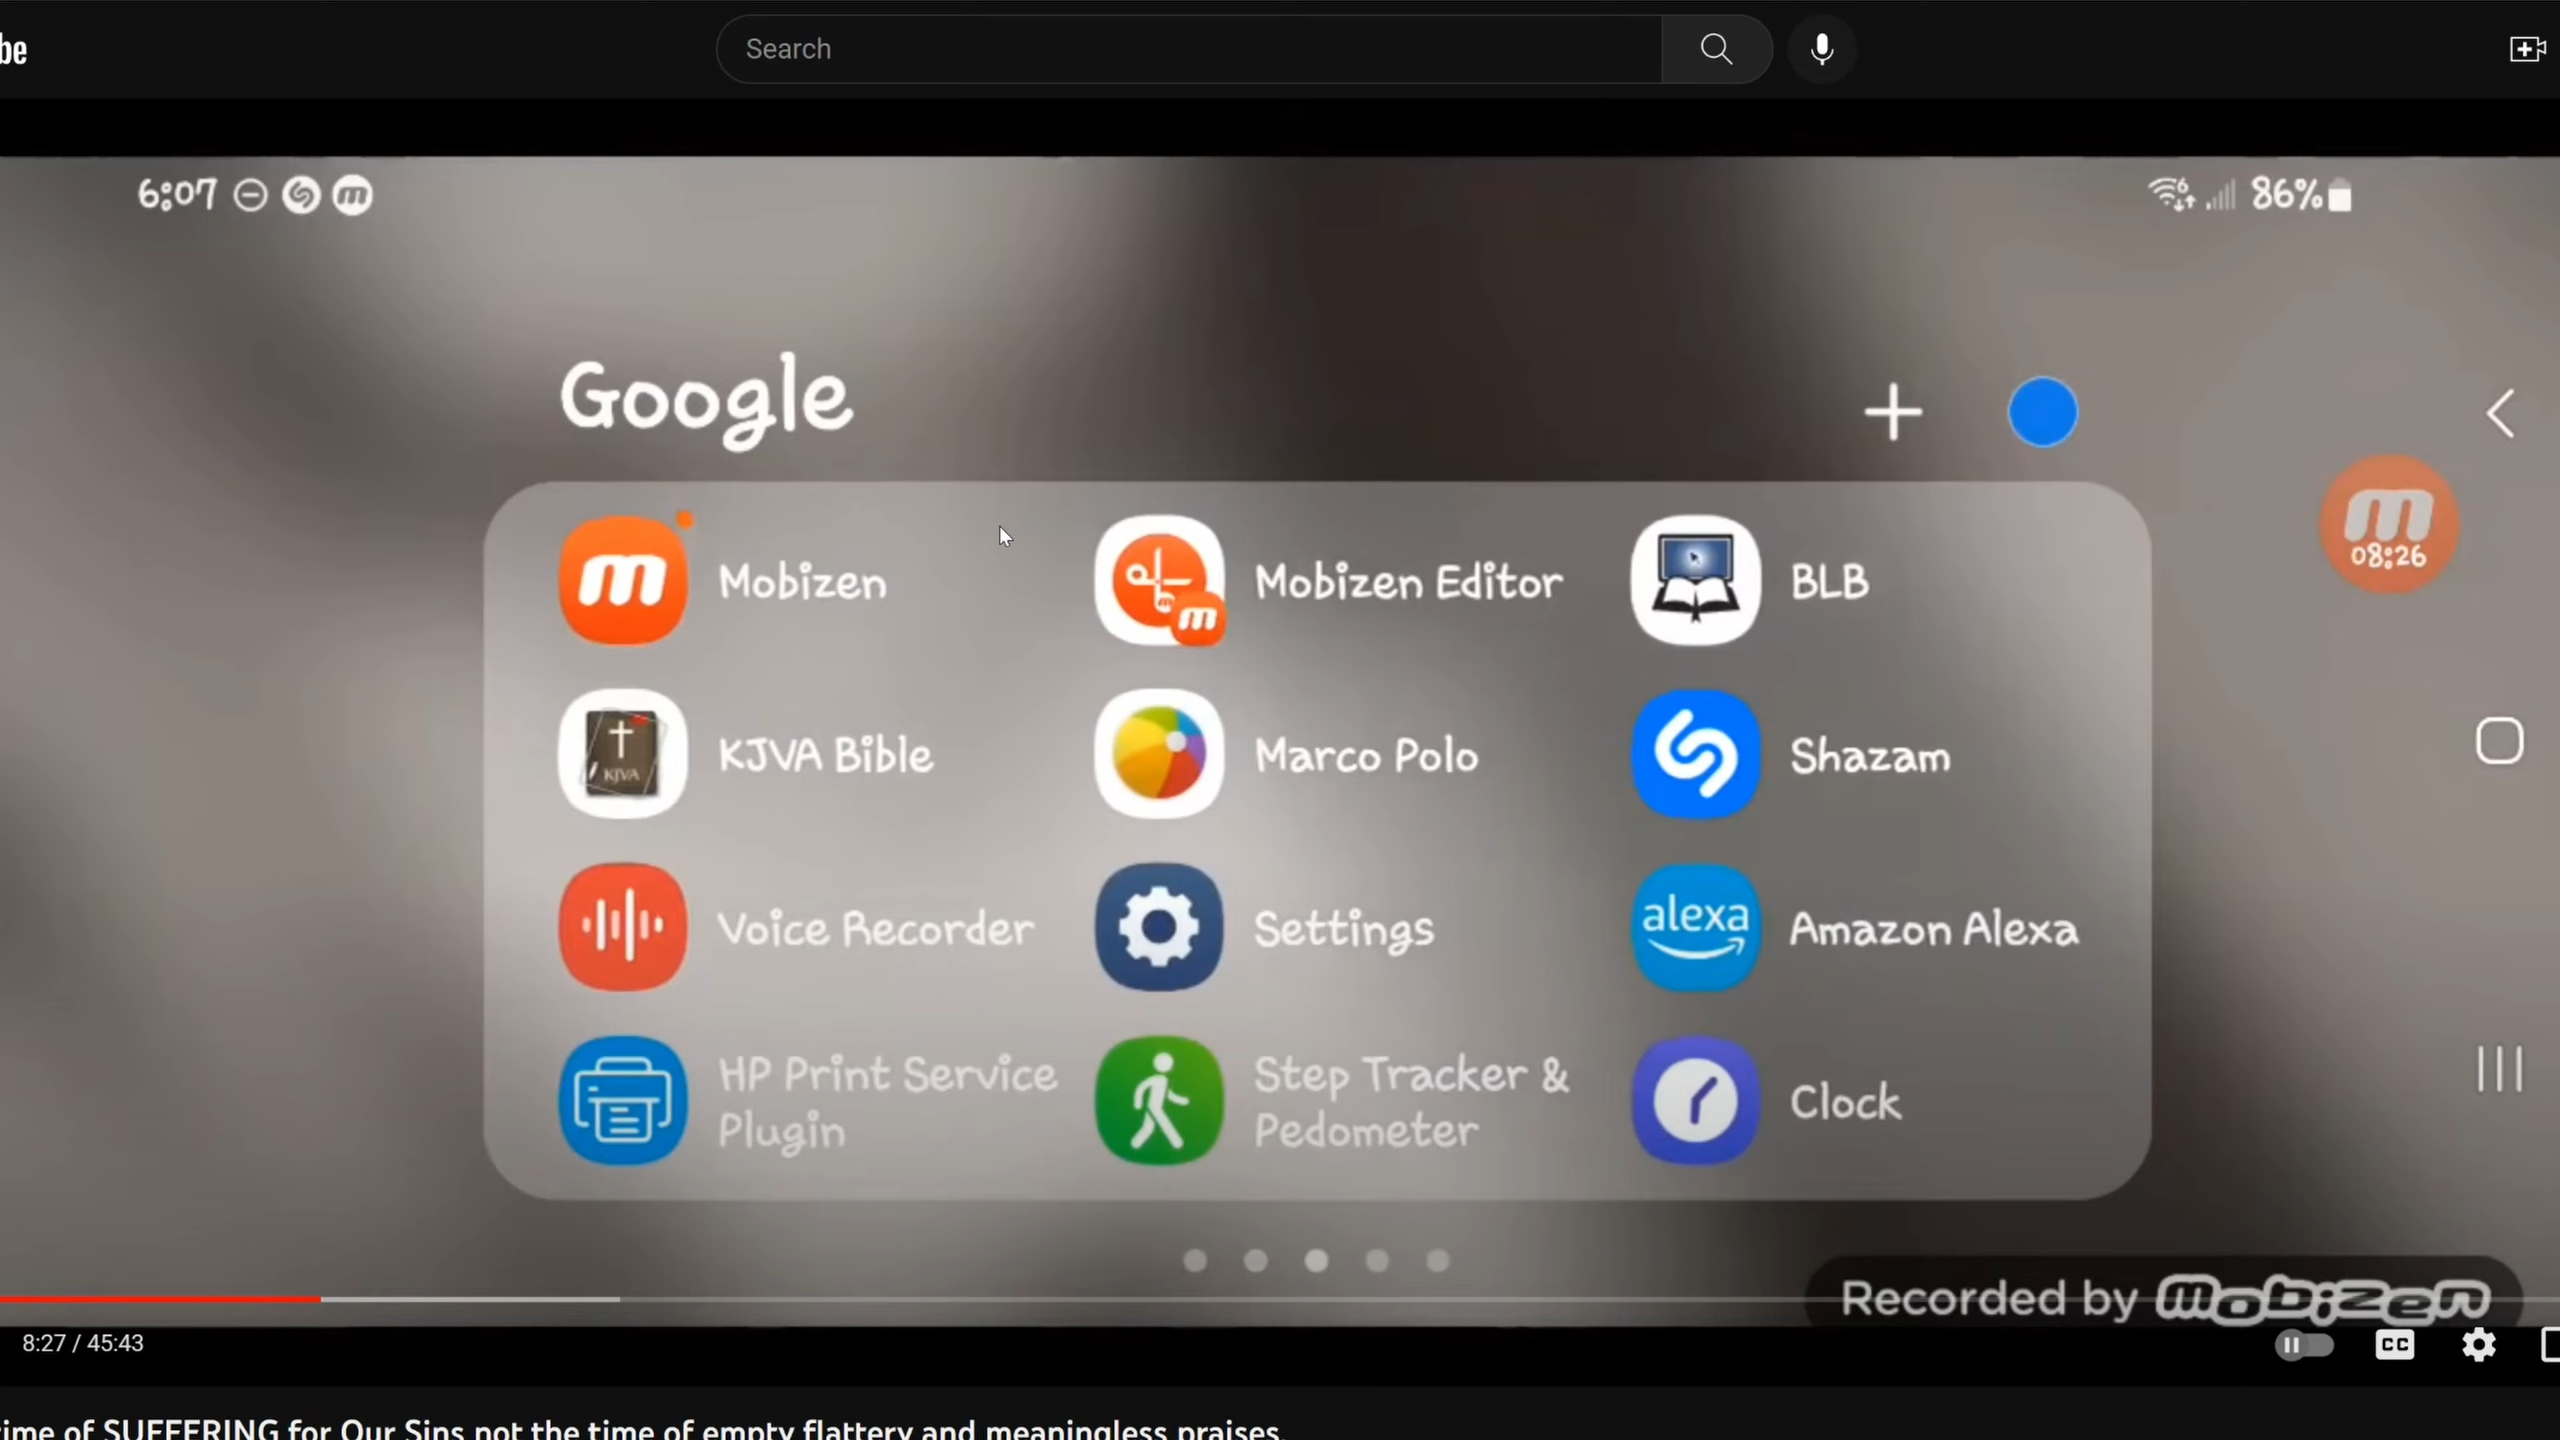 be
Search
6:07
6
86%
Google
08:26
Mobizen
Mobizen Editor
BLB
KJVA
KJVA Bible
Marco Polo
Shazam
Voice Recorder
Settings
alexa
Amazon Alexa
HP Print Service
Plugin
Step Tracker &
Pedometer
Clock
Recorded by mobizen
8:27 / 45:43
CC
ime of SUFFERING for Our Sins not the time of empty flattery and meaningless praises.